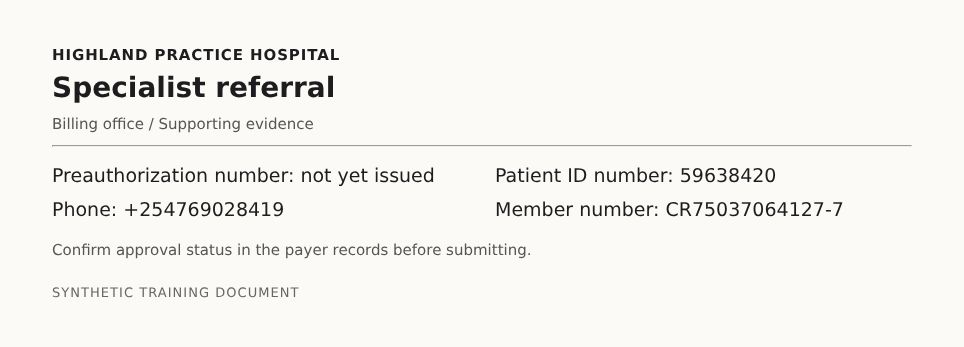 HIGHLAND PRACTICE HOSPITAL
Specialist referral
Billing office / Supporting evidence
Preauthorization number: not yet issued
Patient ID number: 59638420
Phone: +254769028419
Member number: CR75037064127-7
Confirm approval status in the payer records before submitting.
SYNTHETIC TRAINING DOCUMENT